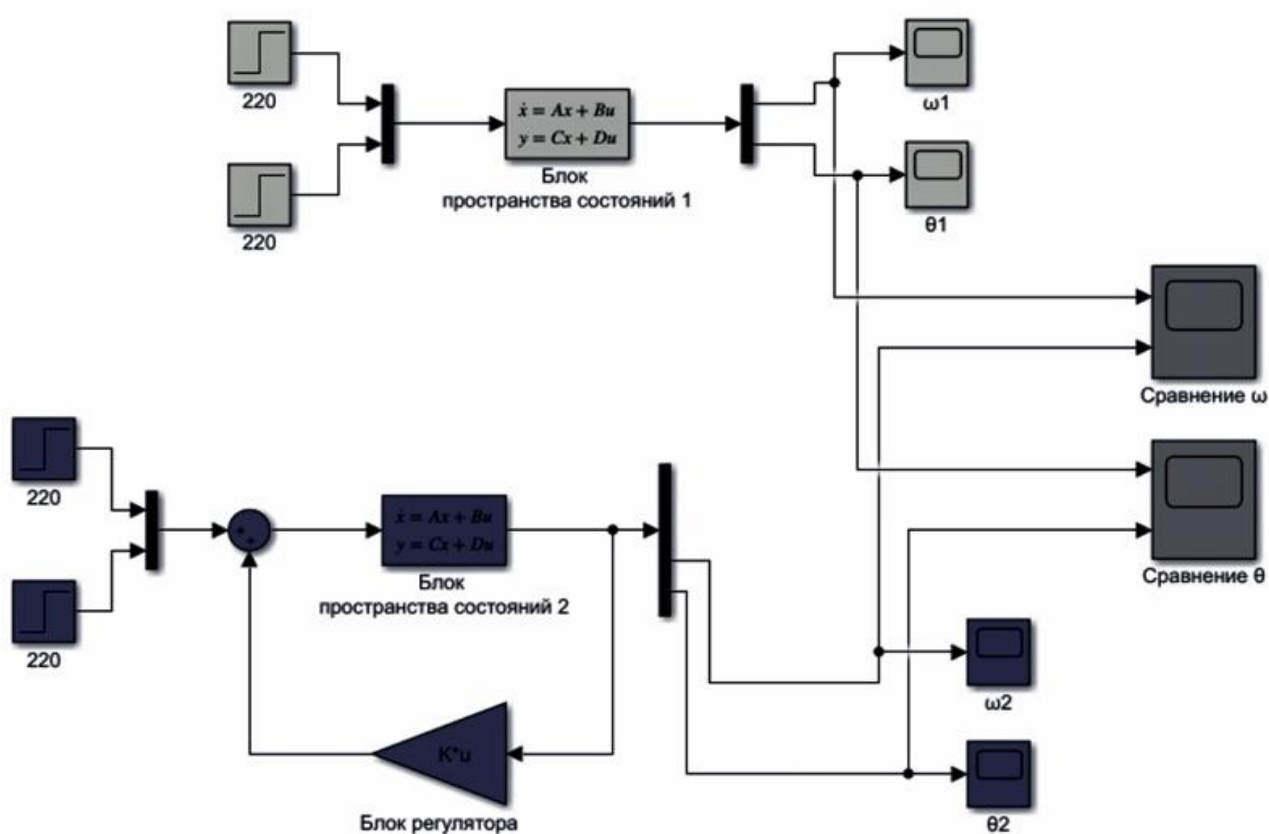 220
220
ẋ = Ax + Bu
y = Cx + Du
Блок
пространства состояний 1
ω1
θ1
Сравнение ω
Сравнение θ
220
220
+
+
ẋ = Ax + Bu
y = Cx + Du
Блок
пространства состояний 2
K*u
Блок регулятора
ω2
θ2